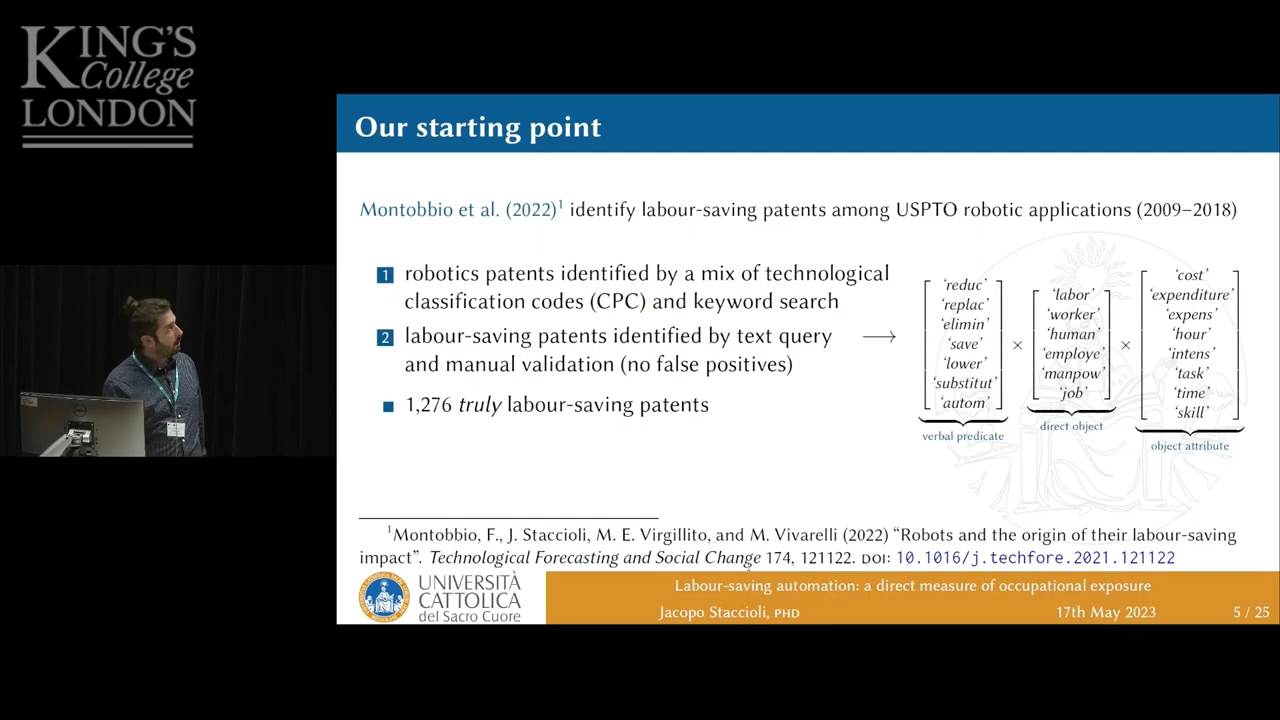 KING'S
College
LONDON
Our starting point
Montobbio et al. (2022)¹ identify labour-saving patents among USPTO robotic applications (2009–2018)
1 robotics patents identified by a mix of technological
classification codes (CPC) and keyword search
2 labour-saving patents identified by text query
and manual validation (no false positives)
■ 1,276 truly labour-saving patents
→
'reduc'
'replac'
'elimin'
'save'
'lower'
'substitut'
'autom'
verbal predicate
×
'labor'
'worker'
'human'
'employe'
'manpow'
'job'
direct object
×
'cost'
'expenditure'
'expens'
'hour'
'intens'
'task'
'time'
'skill'
object attribute
¹Montobbio, F., J. Staccioli, M. E. Virgillito, and M. Vivarelli (2022) “Robots and the origin of their labour-saving
impact”. Technological Forecasting and Social Change 174, 121122. DOI: 10.1016/j.techfore.2021.121122
UNIVERSITÀ
CATTOLICA
del Sacro Cuore
Labour-saving automation: a direct measure of occupational exposure
Jacopo Staccioli, PHD 17th May 2023 5 / 25